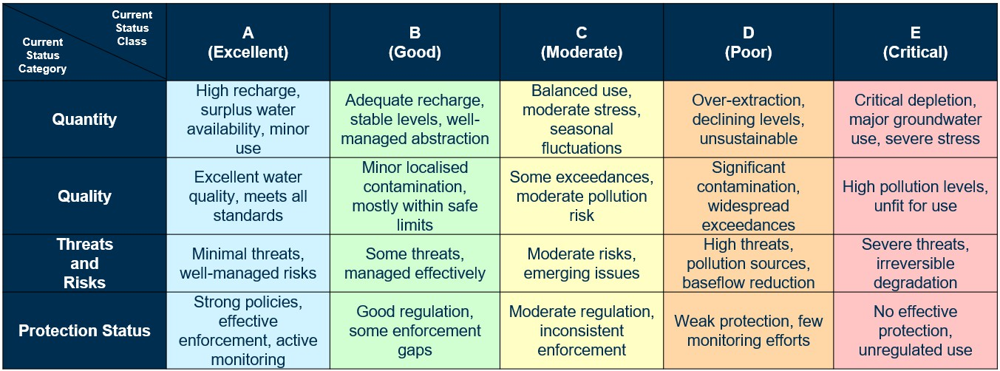 Current
Status
Class
Current
Status
Category
A
(Excellent)
B
(Good)
C
(Moderate)
D
(Poor)
E
(Critical)
Quantity
High recharge,
surplus water
availability, minor
use
Adequate recharge,
stable levels, well-
managed abstraction
Balanced use,
moderate stress,
seasonal
fluctuations
Over-extraction,
declining levels,
unsustainable
Critical depletion,
major groundwater
use, severe stress
Quality
Excellent water
quality, meets all
standards
Minor localised
contamination,
mostly within safe
limits
Some exceedances,
moderate pollution
risk
Significant
contamination,
widespread
exceedances
High pollution levels,
unfit for use
Threats
and
Risks
Minimal threats,
well-managed risks
Some threats,
managed effectively
Moderate risks,
emerging issues
High threats,
pollution sources,
baseflow reduction
Severe threats,
irreversible
degradation
Protection Status
Strong policies,
effective
enforcement, active
monitoring
Good regulation,
some enforcement
gaps
Moderate regulation,
inconsistent
enforcement
Weak protection, few
monitoring efforts
No effective
protection,
unregulated use